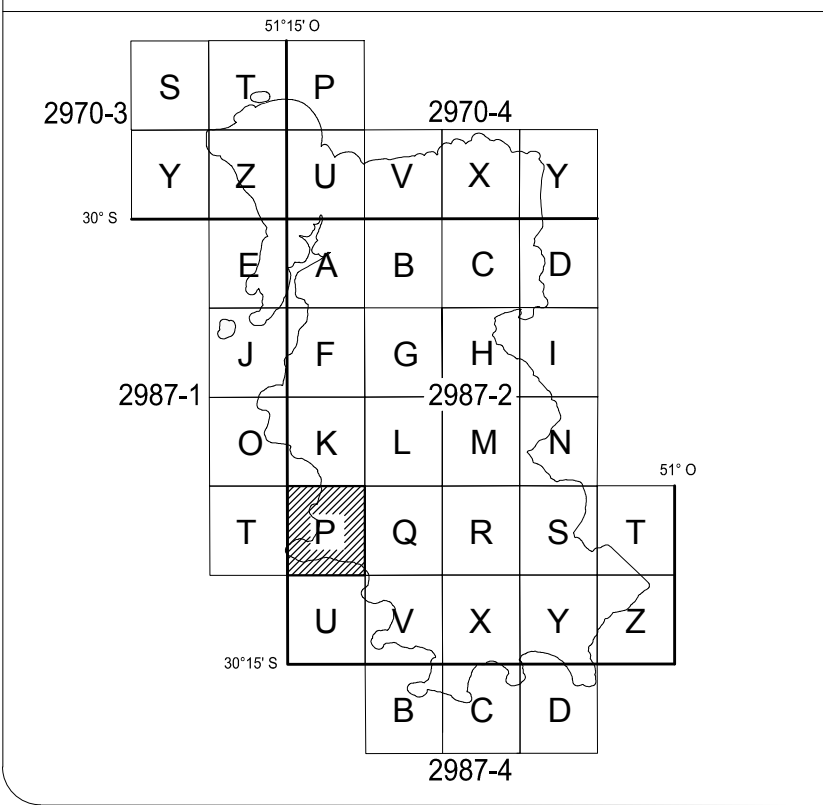 51°15' O
S T P
2970-3 2970-4
Y Z U V X Y
30° S
E A B C D
J F G H I
2987-1 2987-2
O K L M N
51° O
T P Q R S T
U V X Y Z
30°15' S
B C D
2987-4